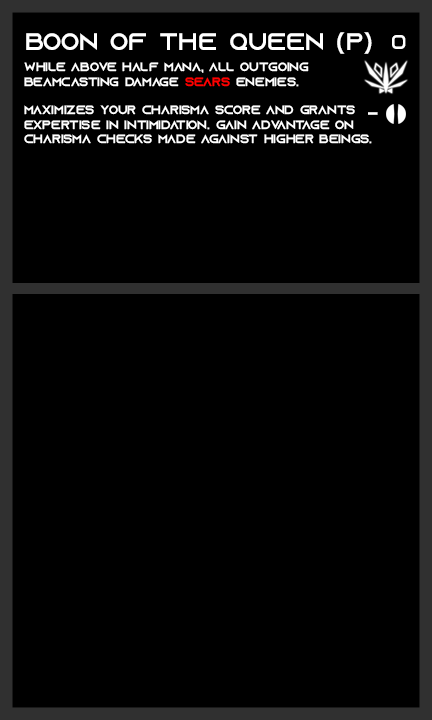 BOON OF THE QUEEN (P) 0
WHILE ABOVE HALF MANA, ALL OUTGOING
BEAMCASTING DAMAGE SEARS ENEMIES.
MAXIMIZES YOUR CHARISMA SCORE AND GRANTS -
EXPERTISE IN INTIMIDATION. GAIN ADVANTAGE ON
CHARISMA CHECKS MADE AGAINST HIGHER BEINGS.